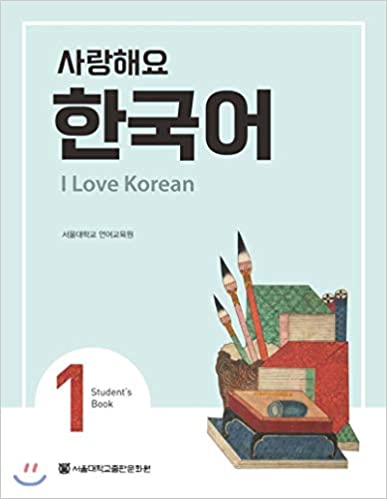 사랑해요
한국어
I Love Korean
서울대학교 언어교육원
1
Student's
Book
서울대학교출판문화원